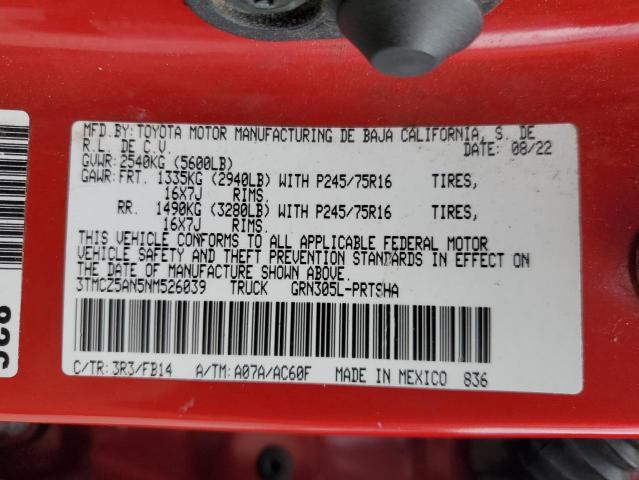 MFD. BY: TOYOTA MOTOR MANUFACTURING DE BAJA CALIFORNIA, S. DE
R.L. DE C.V. DATE: 08/22
GVWR: 2540KG (5600LB)
GAWR: FRT. 1335KG (2940LB) WITH P245/75R16 TIRES,
16X7J RIMS.
RR. 1490KG (3280LB) WITH P245/75R16 TIRES,
16X7J RIMS.
THIS VEHICLE CONFORMS TO ALL APPLICABLE FEDERAL MOTOR
VEHICLE SAFETY AND THEFT PREVENTION STANDARDS IN EFFECT ON THE
DATE OF MANUFACTURE SHOWN ABOVE.
3TMCZ5AN5NM526039 TRUCK GRN305L-PRTSHA
C/TR: 3R3/FB14 A/TM: A07A/AC60F MADE IN MEXICO 836